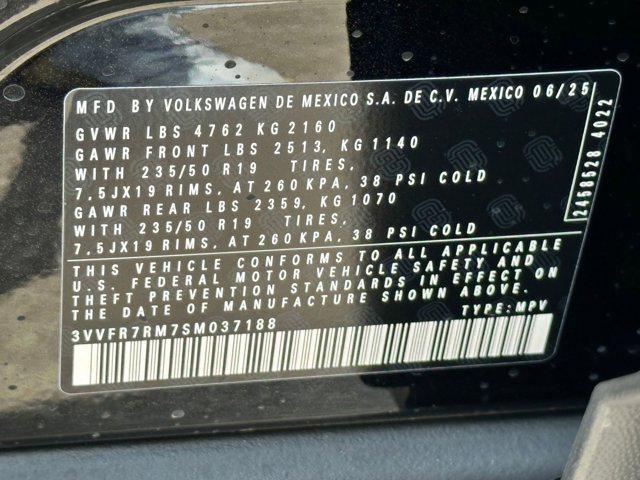 MFD BY VOLKSWAGEN DE MEXICO S.A. DE C.V. MEXICO 06/25
GVWR LBS 4762 KG 2160
GAWR FRONT LBS 2513, KG 1140
WITH 235/50 R19 TIRES,
7,5JX19 RIMS, AT 260 KPA, 38 PSI COLD
GAWR REAR LBS 2359, KG 1070
WITH 235/50 R19 TIRES,
7,5JX19 RIMS, AT 260 KPA, 38 PSI COLD
THIS VEHICLE CONFORMS TO ALL APPLICABLE
U.S. FEDERAL MOTOR VEHICLE SAFETY AND
THEFT PREVENTION STANDARDS IN EFFECT ON
THE DATE OF MANUFACTURE SHOWN ABOVE.
TYPE: MPV
3VVFR7RM7SM037188
2458528 4022